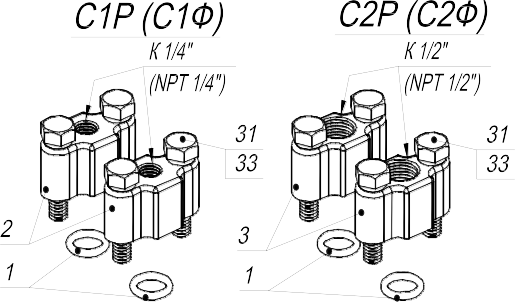 С1Р (С1Ф)
К 1/4"
(NPT 1/4")
31
33
2
1
С2Р (С2Ф)
К 1/2"
(NPT 1/2")
31
33
3
1